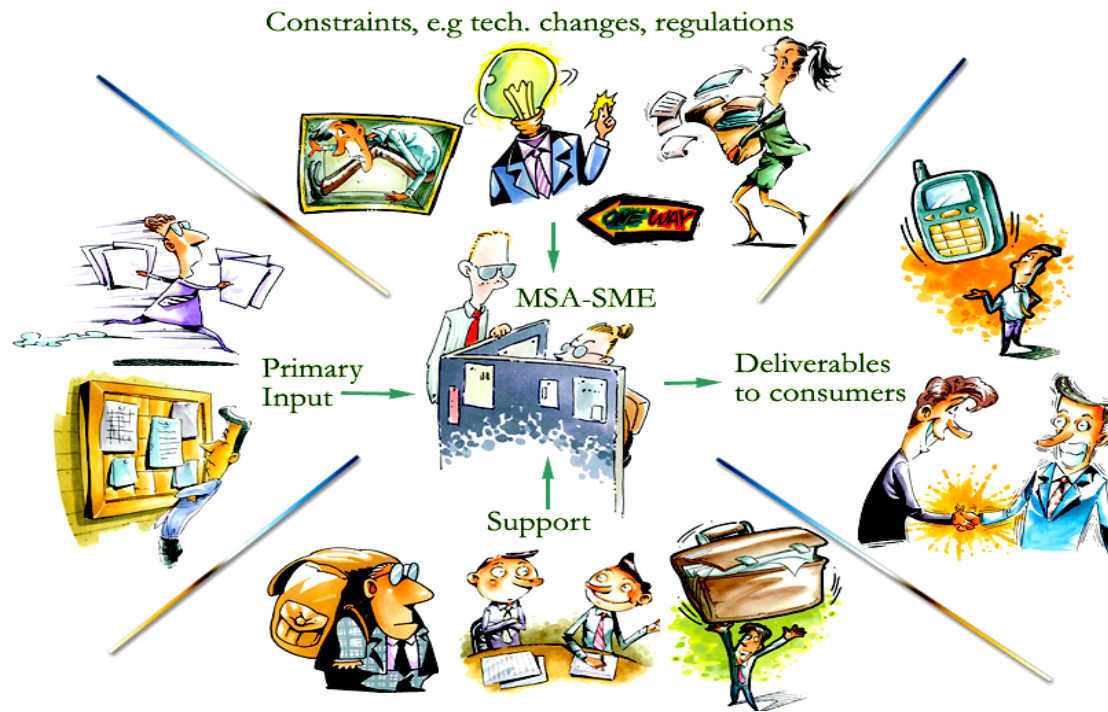 Constraints, e.g tech. changes, regulations
ONE WAY
MSA-SME
Primary
Input
Deliverables
to consumers
Support